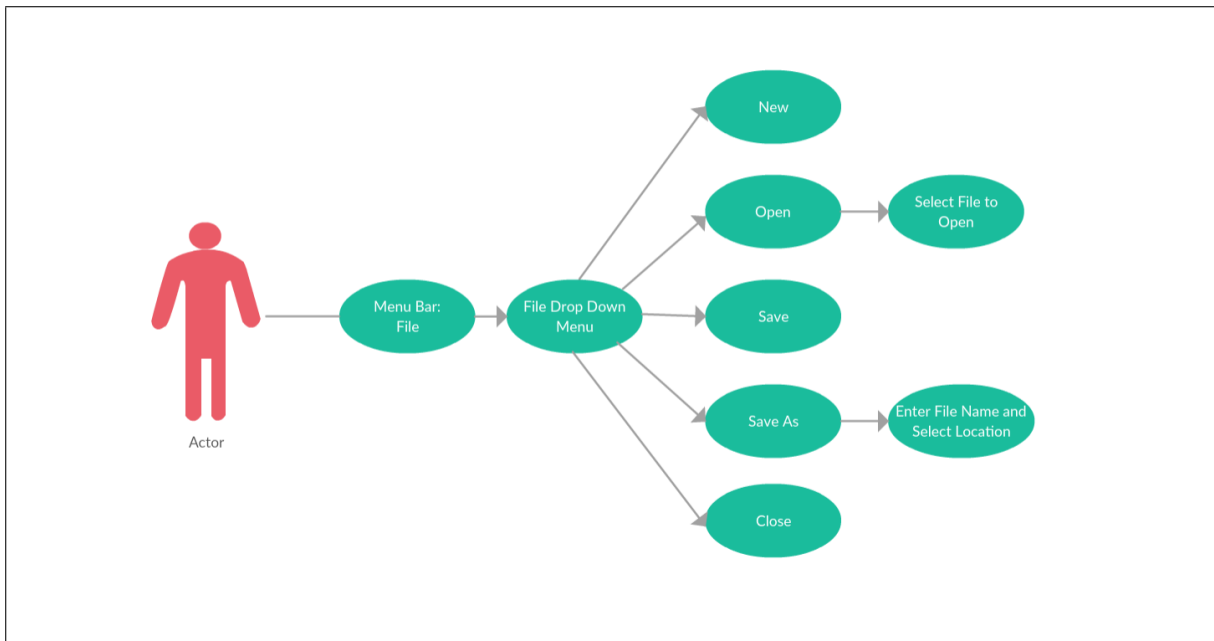 New
Open
Select File to
Open
Menu Bar:
File
File Drop Down
Menu
Save
Save As
Enter File Name and
Select Location
Actor
Close